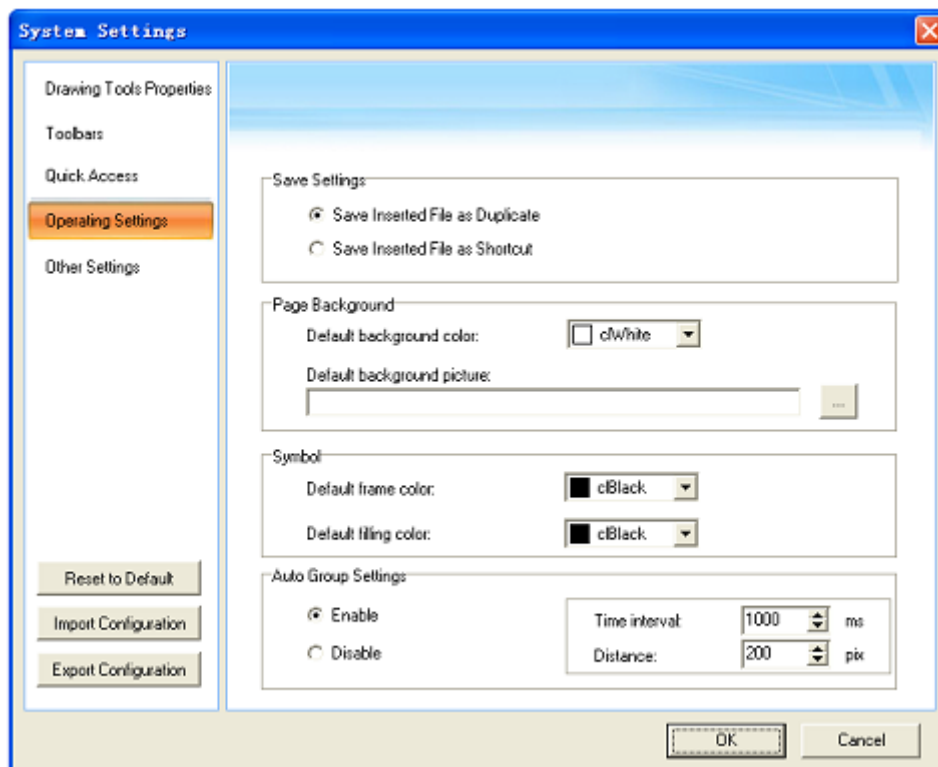 System Settings
Drawing Tools Properties
Toolbars
Quick Access
Operating Settings
Other Settings
Reset to Default
Import Configuration
Export Configuration
Save Settings
Save Inserted File as Duplicate
Save Inserted File as Shortcut
Page Background
Default background color: clWhite
Default background picture:
...
Symbol
Default frame color: clBlack
Default filling color: clBlack
Auto Group Settings
Enable
Disable
Time interval: 1000 ms
Distance: 200 pix
OK Cancel